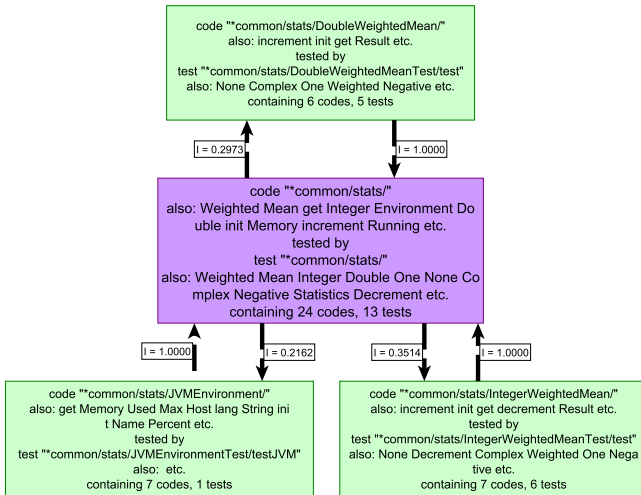 code "*common/stats/DoubleWeightedMean/"
also: increment init get Result etc.
tested by
test "*common/stats/DoubleWeightedMeanTest/test"
also: None Complex One Weighted Negative etc.
containing 6 codes, 5 tests
I = 0.2973
I = 1.0000
code "*common/stats/"
also: Weighted Mean get Integer Environment Do
uble init Memory increment Running etc.
tested by
test "*common/stats/"
also: Weighted Mean Integer Double One None Co
mplex Negative Statistics Decrement etc.
containing 24 codes, 13 tests
I = 1.0000
I = 0.2162
I = 0.3514
I = 1.0000
code "*common/stats/JVMEnvironment/"
also: get Memory Used Max Host lang String ini
t Name Percent etc.
tested by
test "*common/stats/JVMEnvironmentTest/testJVM"
also:  etc.
containing 7 codes, 1 tests
code "*common/stats/IntegerWeightedMean/"
also: increment init get decrement Result etc.
tested by
test "*common/stats/IntegerWeightedMeanTest/test"
also: None Decrement Complex Weighted One Nega
tive etc.
containing 7 codes, 6 tests